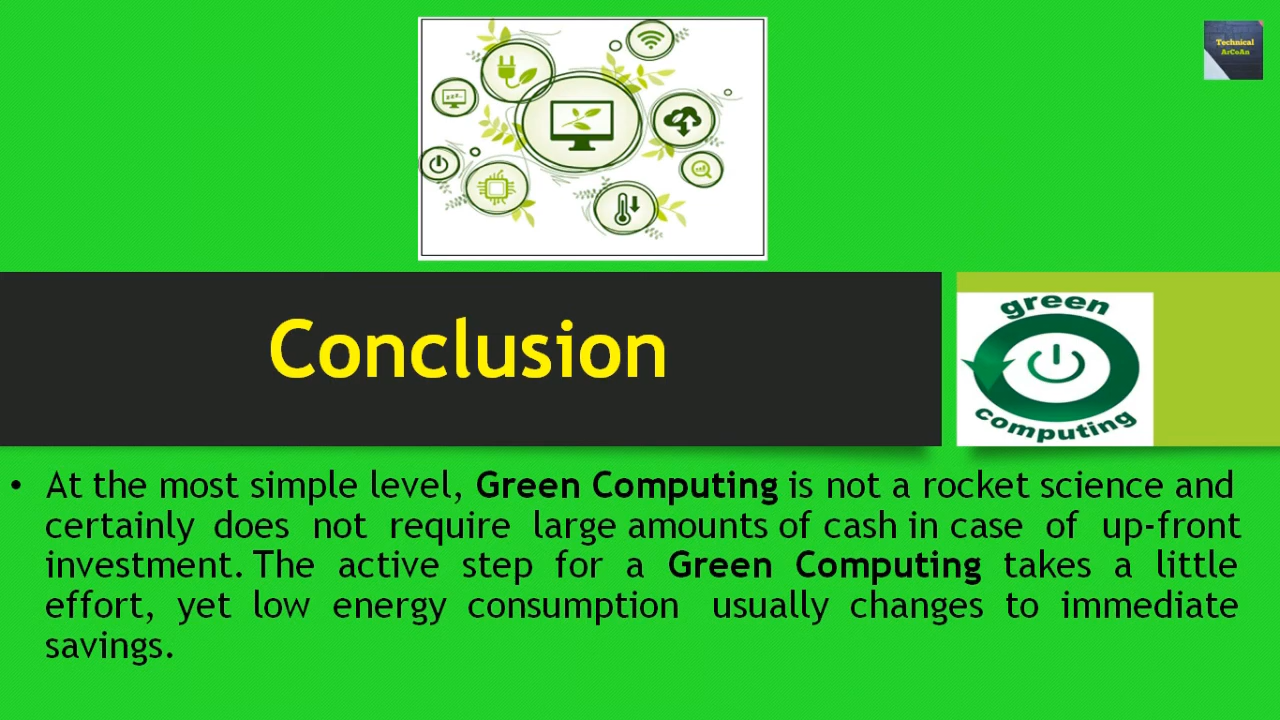 Technical
ArCoAn
Conclusion
green
computing
• At the most simple level, Green Computing is not a rocket science and
certainly does not require large amounts of cash in case of up-front
investment. The active step for a Green Computing takes a little
effort, yet low energy consumption usually changes to immediate
savings.